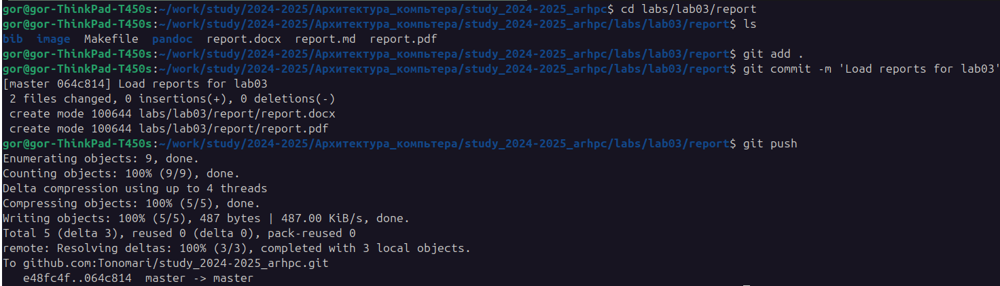 gor@gor-ThinkPad-T450s:~/work/study/2024-2025/Архитектура_компьтера/study_2024-2025_arhpc$ cd labs/lab03/report
gor@gor-ThinkPad-T450s:~/work/study/2024-2025/Архитектура_компьтера/study_2024-2025_arhpc/labs/lab03/report$ ls
bib  image  Makefile  pandoc  report.docx  report.md  report.pdf
gor@gor-ThinkPad-T450s:~/work/study/2024-2025/Архитектура_компьтера/study_2024-2025_arhpc/labs/lab03/report$ git add .
gor@gor-ThinkPad-T450s:~/work/study/2024-2025/Архитектура_компьтера/study_2024-2025_arhpc/labs/lab03/report$ git commit -m 'Load reports for lab03'
[master 064c814] Load reports for lab03
 2 files changed, 0 insertions(+), 0 deletions(-)
 create mode 100644 labs/lab03/report/report.docx
 create mode 100644 labs/lab03/report/report.pdf
gor@gor-ThinkPad-T450s:~/work/study/2024-2025/Архитектура_компьтера/study_2024-2025_arhpc/labs/lab03/report$ git push
Enumerating objects: 9, done.
Counting objects: 100% (9/9), done.
Delta compression using up to 4 threads
Compressing objects: 100% (5/5), done.
Writing objects: 100% (5/5), 487 bytes | 487.00 KiB/s, done.
Total 5 (delta 3), reused 0 (delta 0), pack-reused 0
remote: Resolving deltas: 100% (3/3), completed with 3 local objects.
To github.com:Tonomari/study_2024-2025_arhpc.git
   e48fc4f..064c814  master -> master